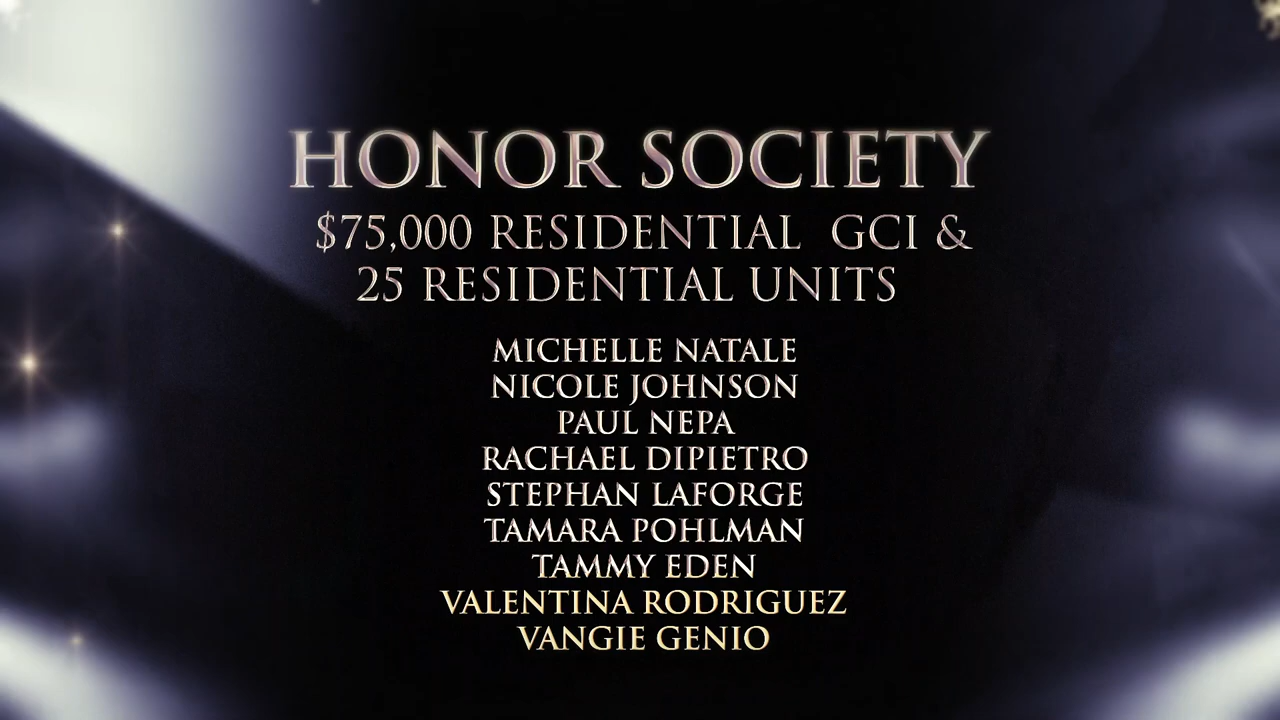 HONOR SOCIETY
$75,000 RESIDENTIAL GCI &
25 RESIDENTIAL UNITS
MICHELLE NATALE
NICOLE JOHNSON
PAUL NEPA
RACHAEL DIPIETRO
STEPHAN LAFORGE
TAMARA POHLMAN
TAMMY EDEN
VALENTINA RODRIGUEZ
VANGIE GENIO